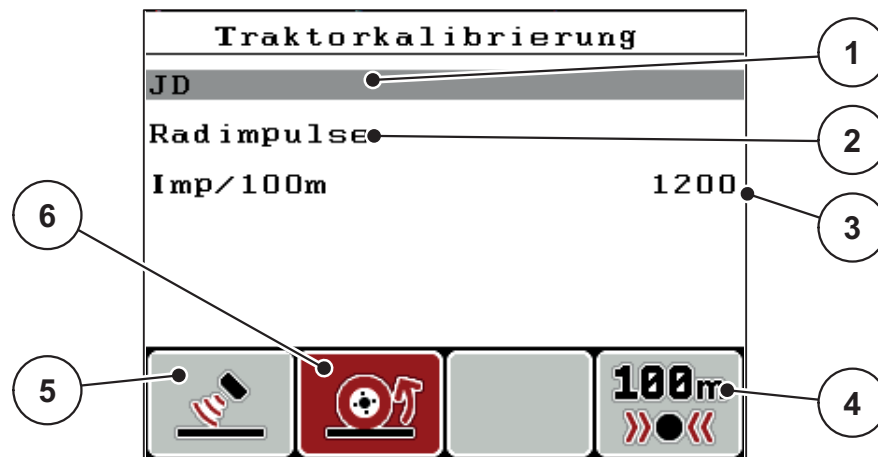 Traktorkalibrierung
1
JD
Radimpulse
2
Imp/100m 1200
3
6
5
100m
4